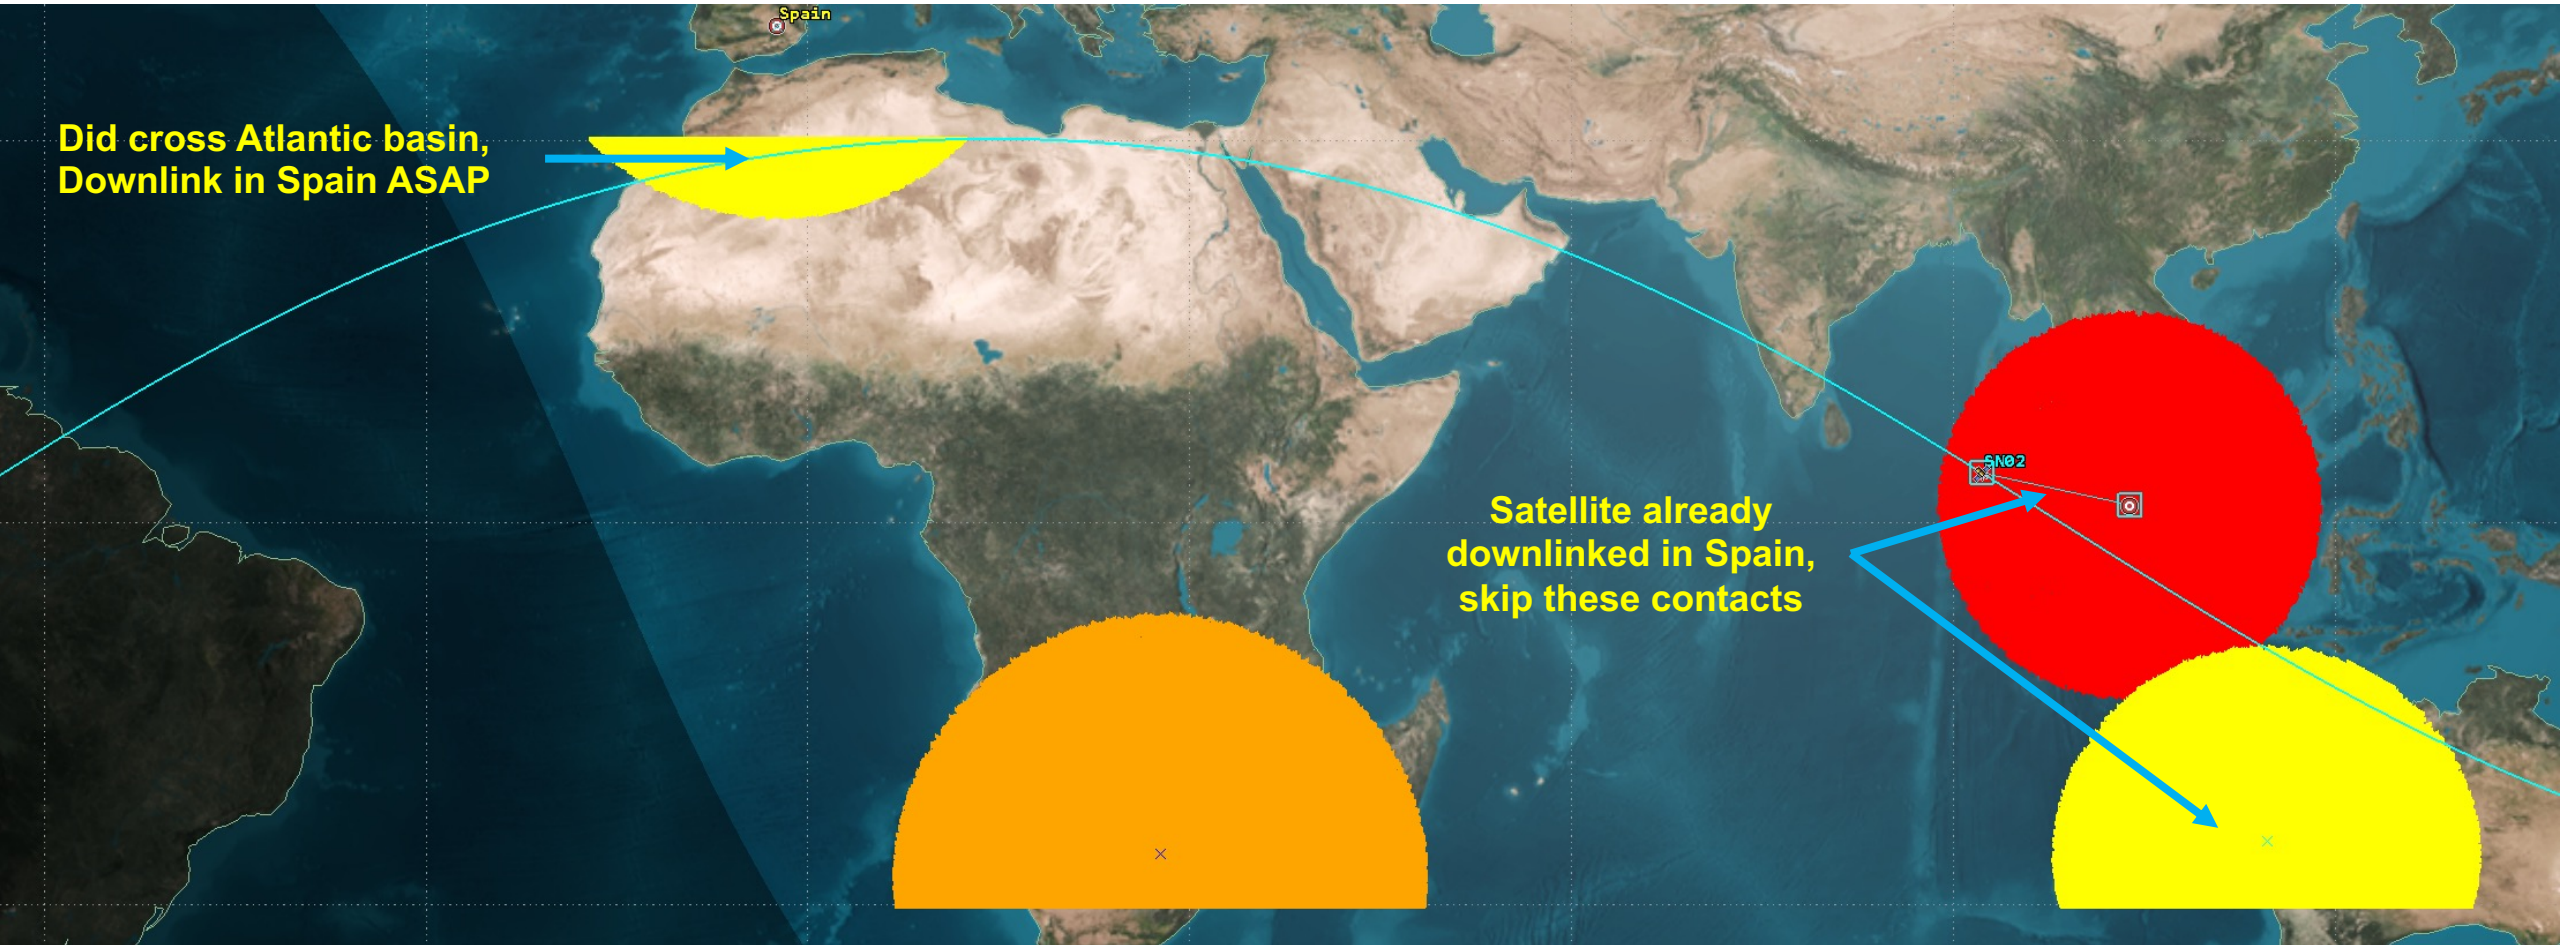 Spain
Did cross Atlantic basin,
Downlink in Spain ASAP
SN02
Satellite already
downlinked in Spain,
skip these contacts